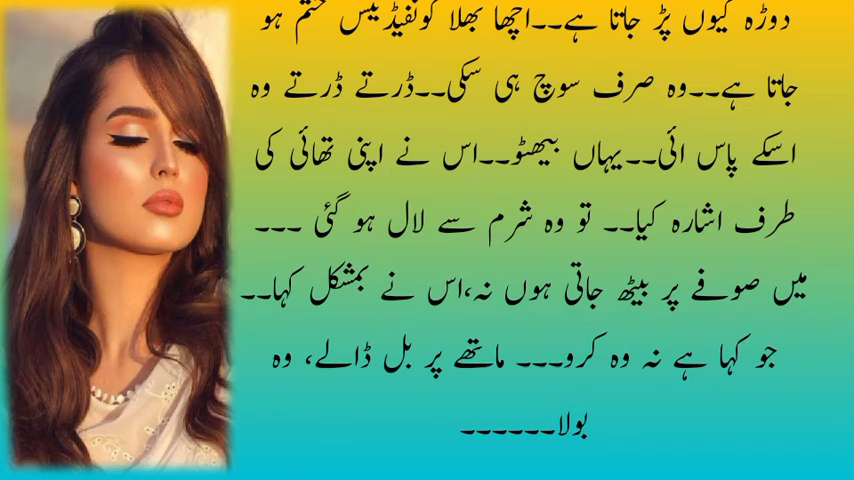 دوڑہ کیوں پڑ جاتا ہے۔۔اچھا بھلا کونفیڈینس ختم ہو
جاتا ہے۔۔وہ صرف سوچ ہی سکی۔۔ڈرتے ڈرتے وہ
اسکے پاس ائی۔۔یہاں بیھٹو۔۔اس نے اپنی تھائی کی
طرف اشارہ کیا۔۔ تو وہ شرم سے لال ہو گئی ۔۔۔
میں صوفے پر بیٹھ جاتی ہوں نہ،اس نے بمشکل کہا۔۔
جو کہا ہے نہ وہ کرو۔۔۔ ماتھے پر بل ڈالے، وہ
بولا۔۔۔۔۔۔